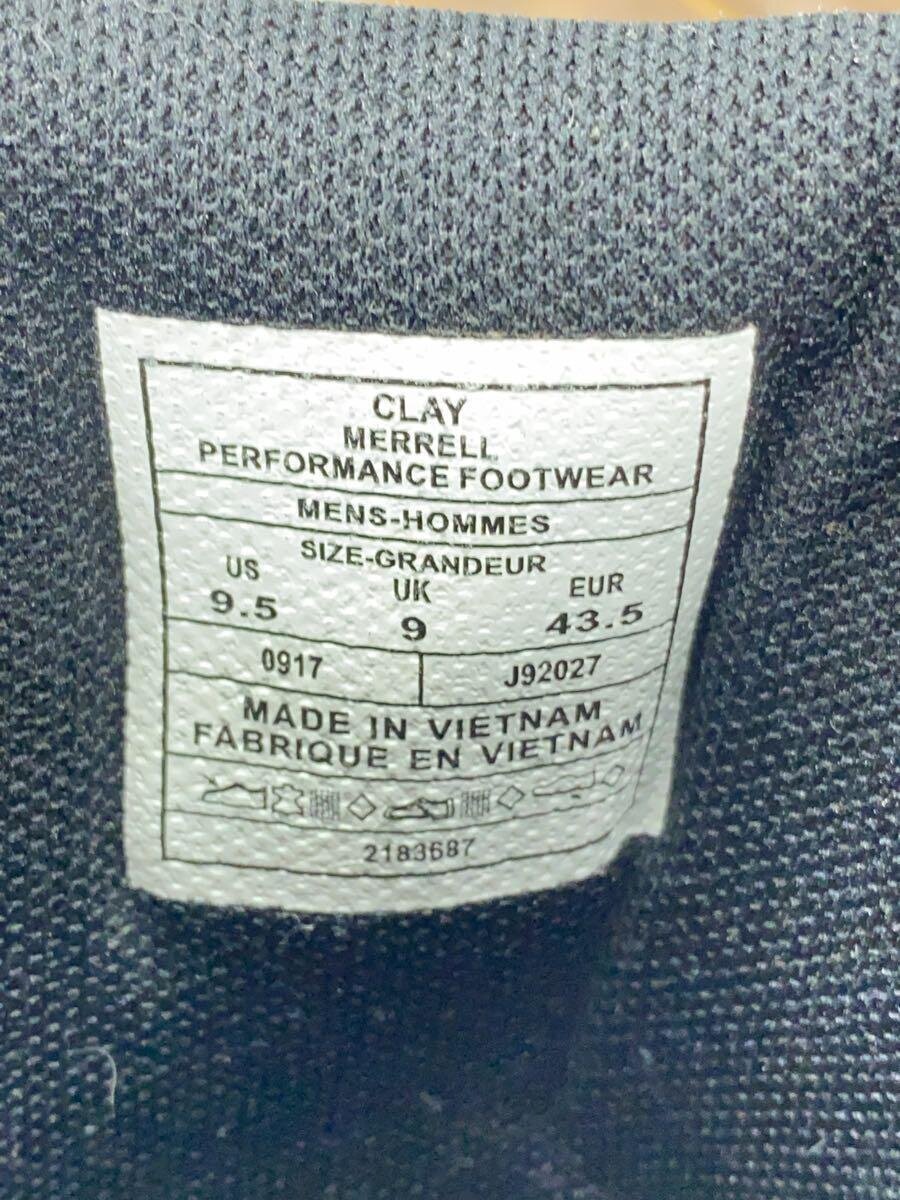 CLAY
MERRELL
PERFORMANCE FOOTWEAR
MENS-HOMMES
SIZE-GRANDEUR
US UK EUR
9.5 9 43.5
0917 J92027
MADE IN VIETNAM
FABRIQUE EN VIETNAM
2183687